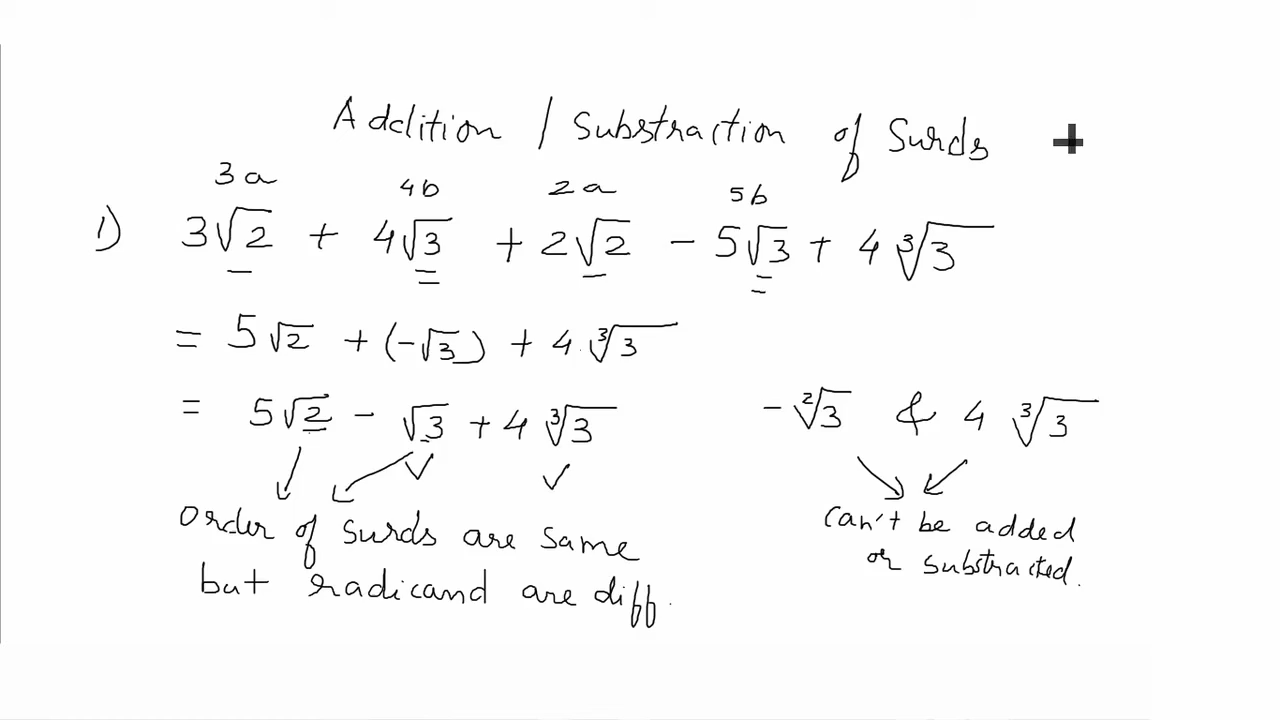 Addition / Substraction of Surds
3a 4b 2a 5b
1) 3√2 + 4√3 + 2√2 - 5√3 + 4 ∛3
= 5√2 + (-√3) + 4. ∛3
= 5√2 - √3 + 4 ∛3
-²√3 & 4 ∛3
Order of surds are same
but radicand are diff.
can't be added
or substracted.